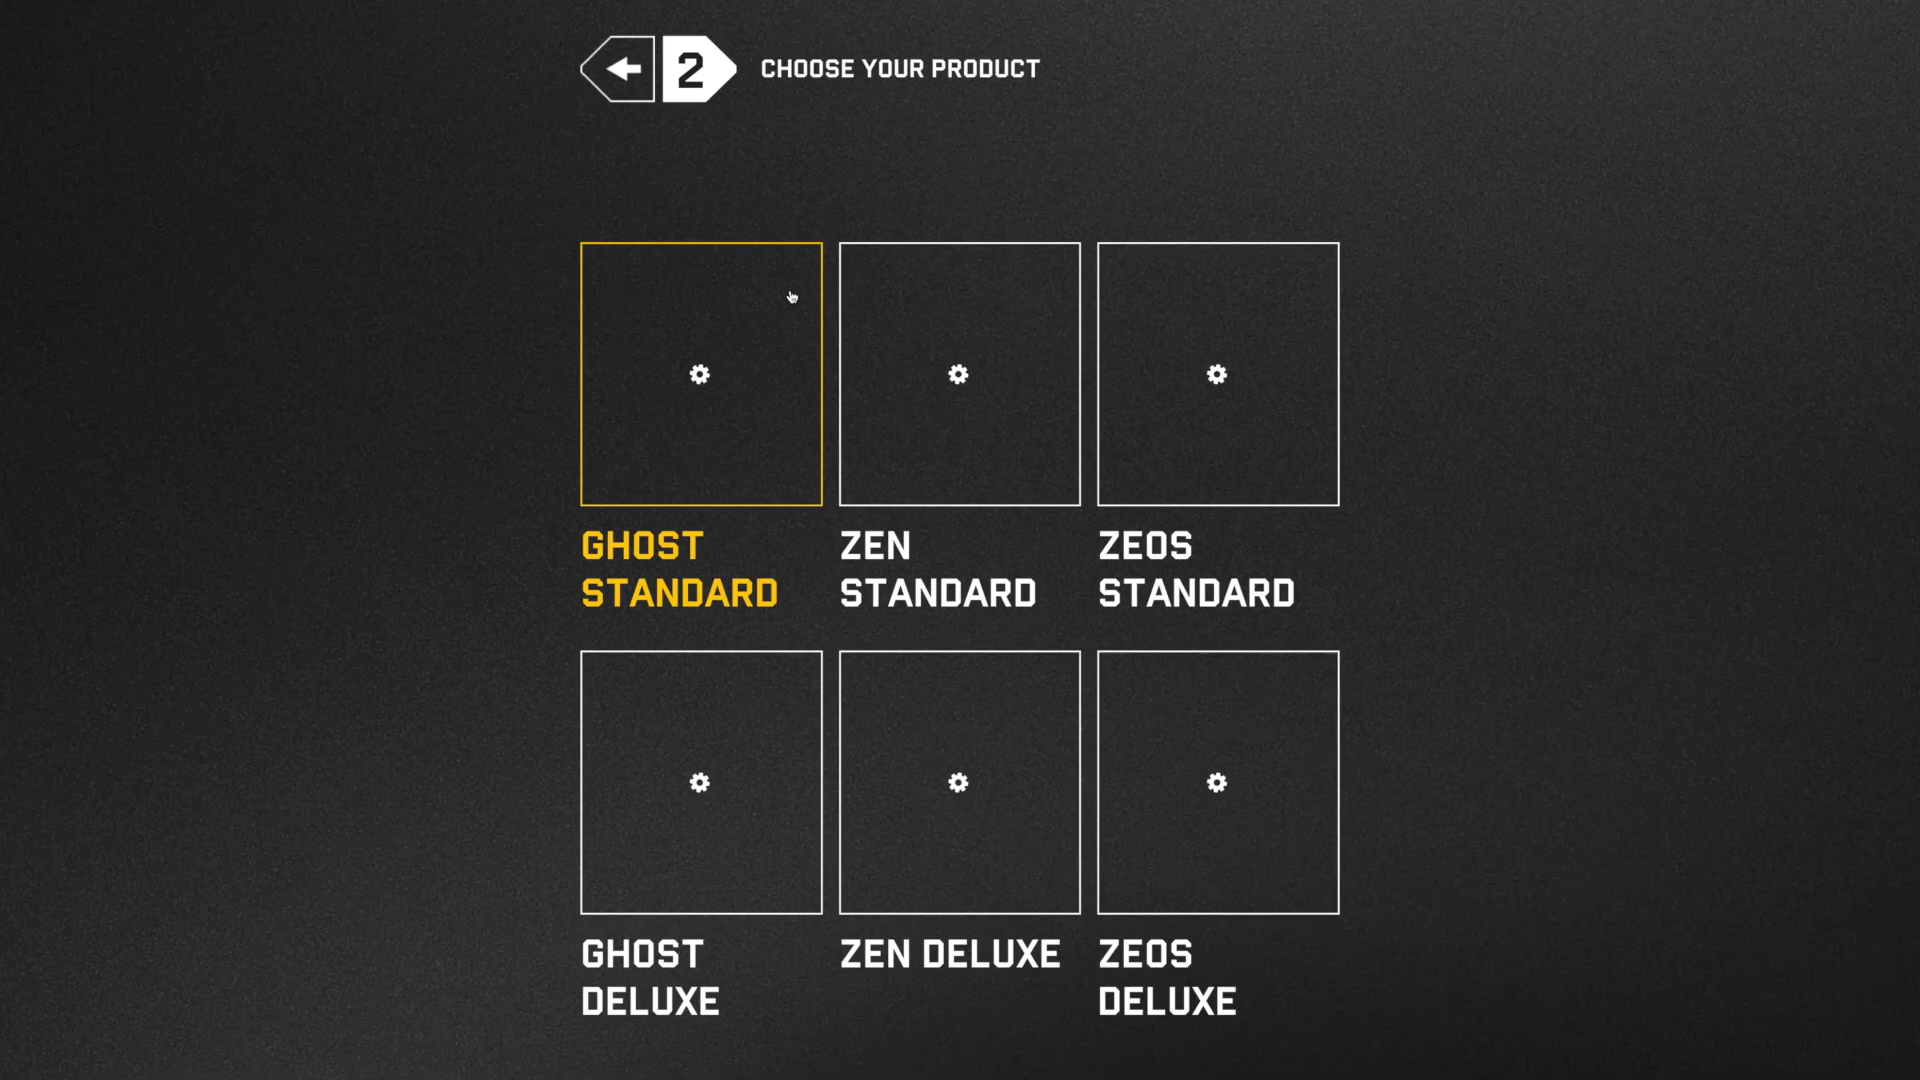 2 CHOOSE YOUR PRODUCT
GHOST
STANDARD
ZEN
STANDARD
ZEOS
STANDARD
GHOST
DELUXE
ZEN DELUXE
ZEOS
DELUXE